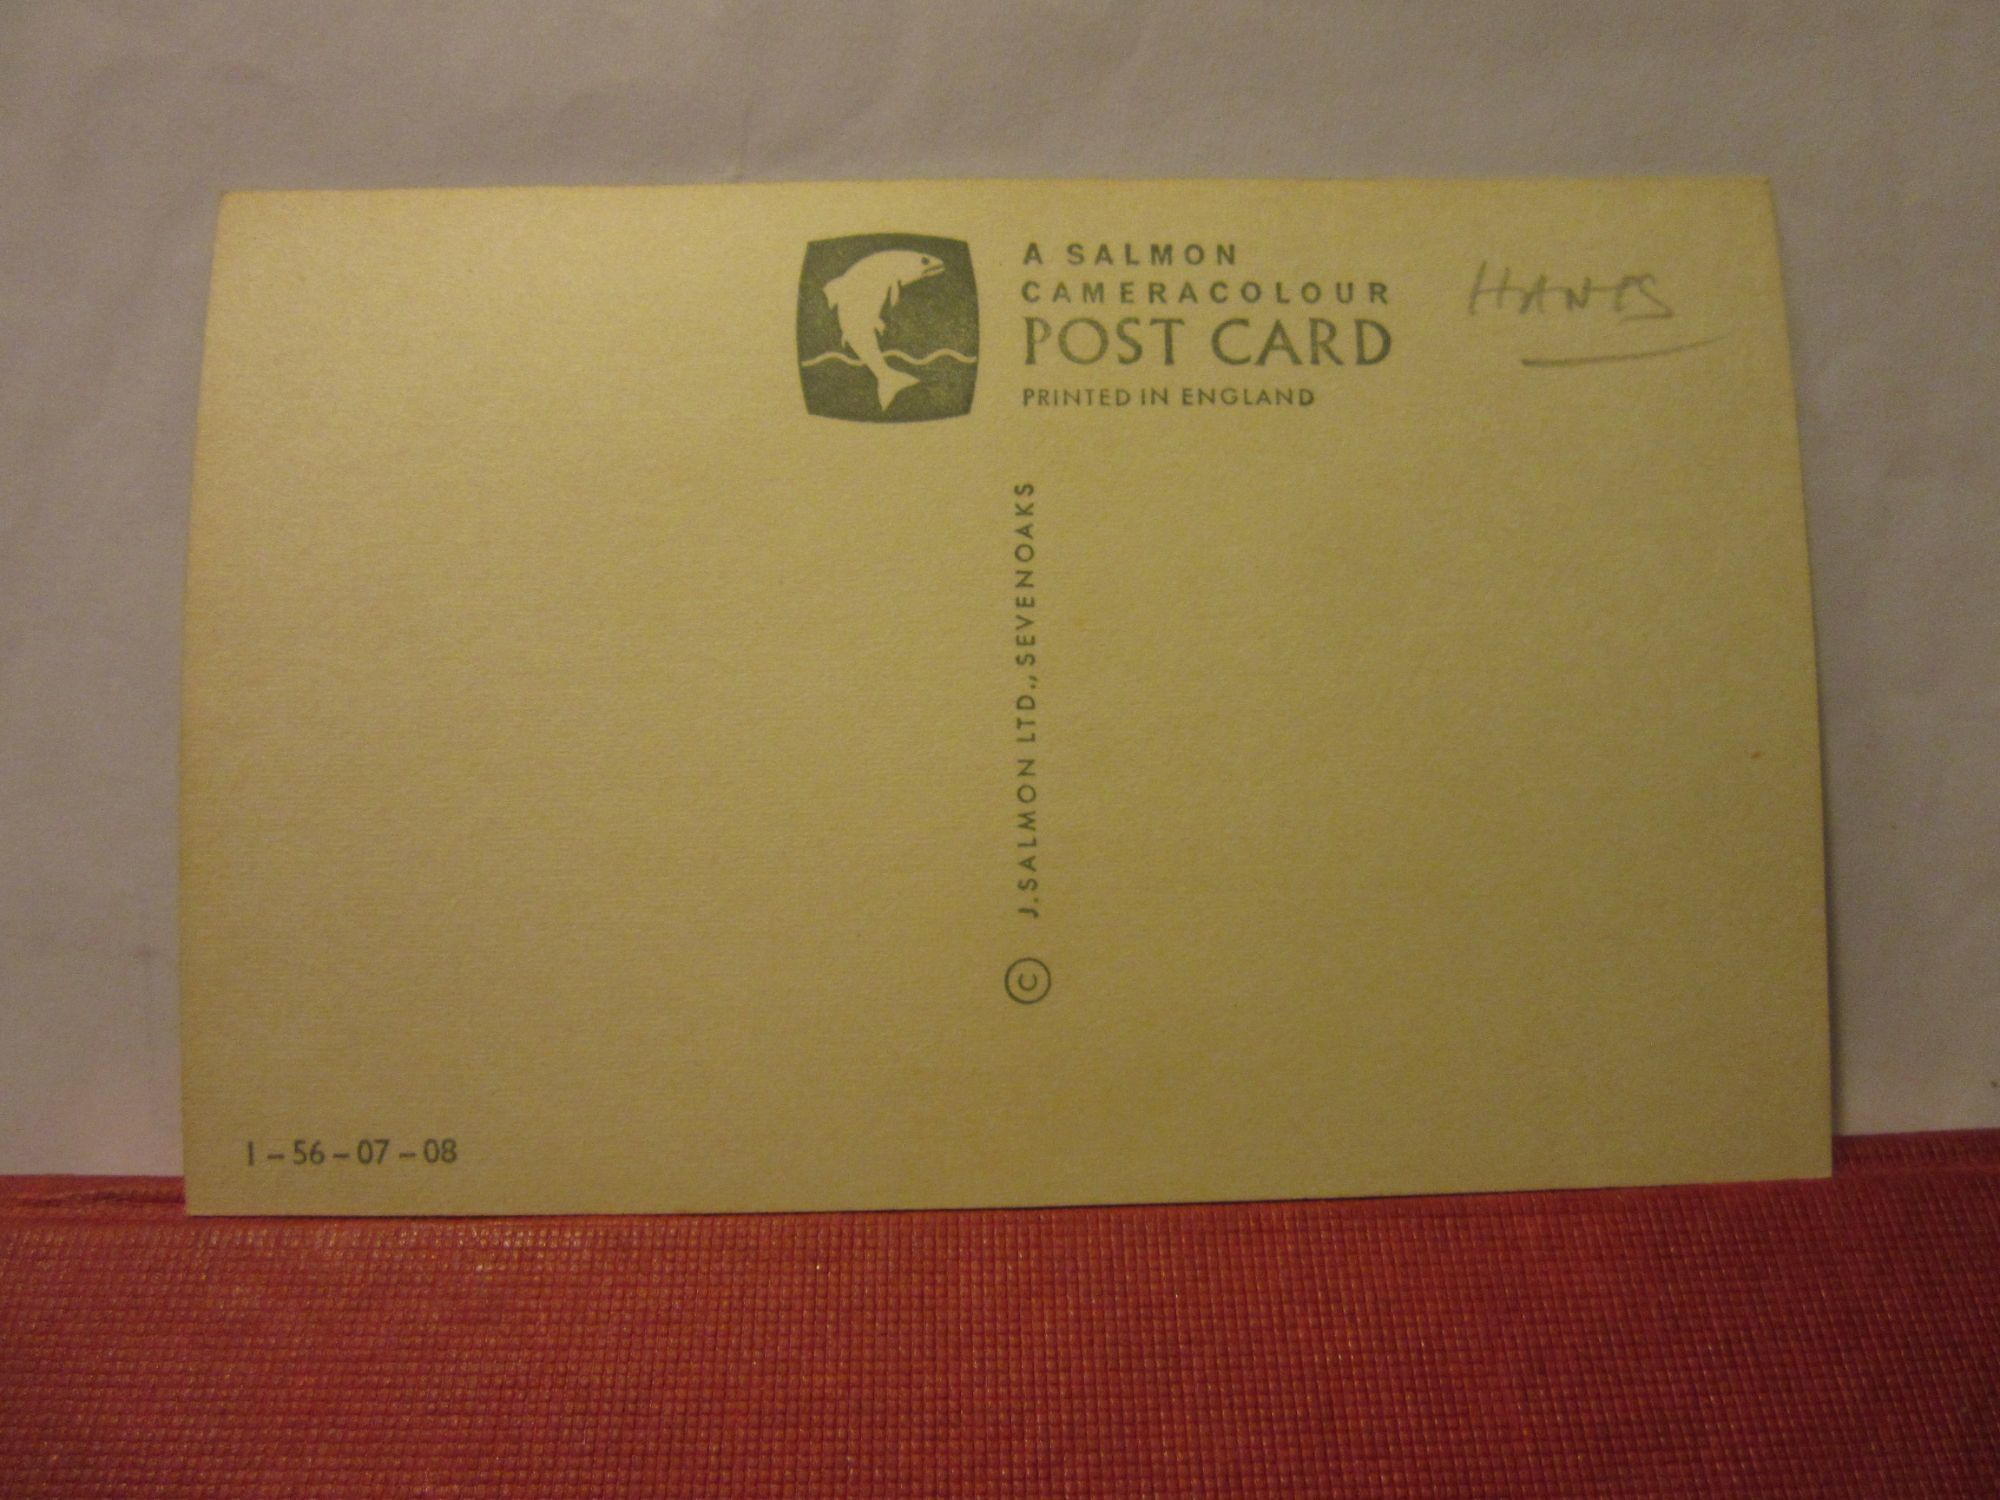 A SALMON
CAMERACOLOUR
POST CARD
PRINTED IN ENGLAND
HANTS
© J. SALMON LTD., SEVENOAKS
1 – 56 – 07 – 08